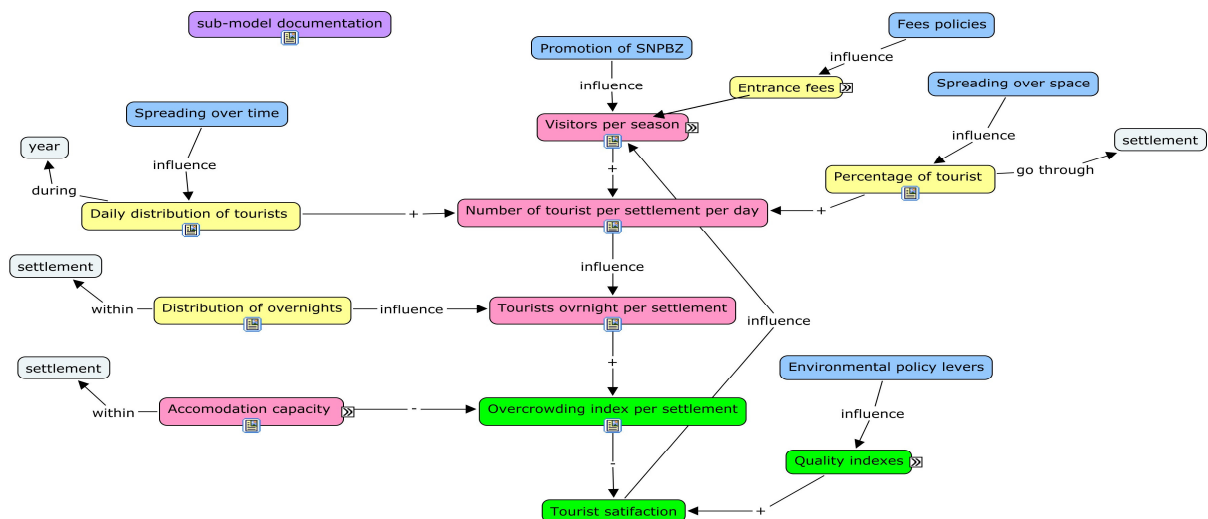 sub-model documentation
Fees policies
Promotion of SNPBZ
influence
influence
Entrance fees
Spreading over space
Spreading over time
Visitors per season
influence
settlement
year
influence
+
Percentage of tourist
go through
during
Daily distribution of tourists
+
Number of tourist per settlement per day
+
settlement
influence
within
Distribution of overnights
influence
Tourists ovrnight per settlement
influence
settlement
+
Environmental policy levers
within
Accomodation capacity
-
Overcrowding index per settlement
influence
-
Quality indexes
Tourist satifaction
+